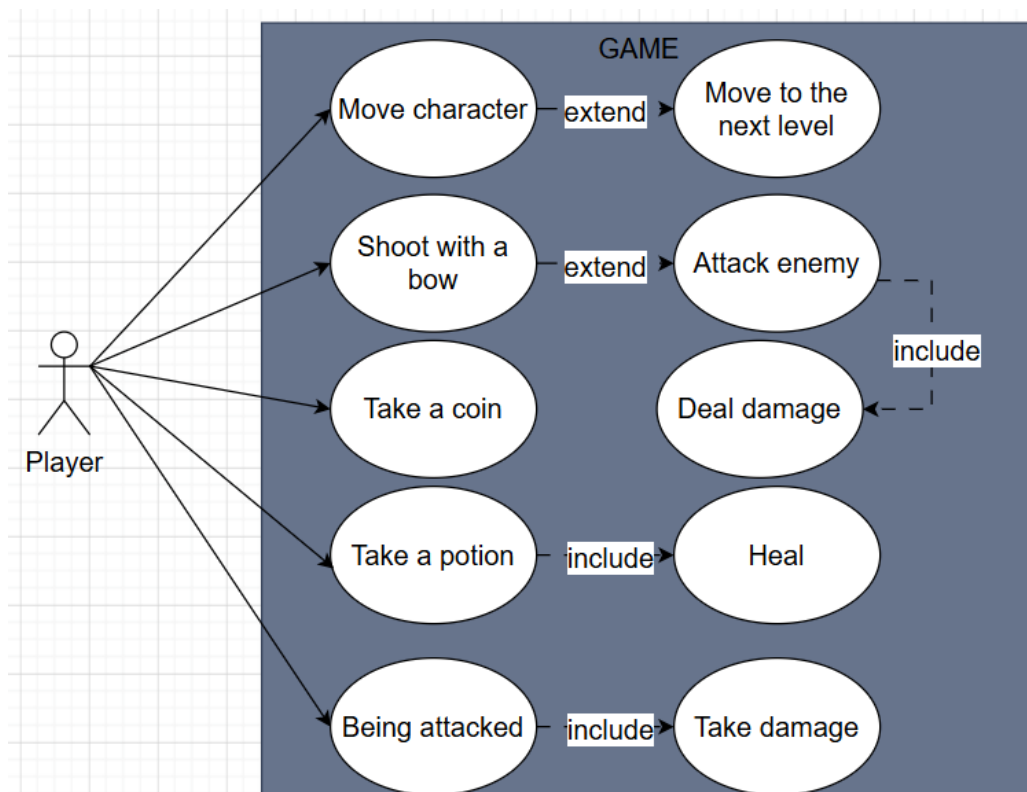 GAME
Move character
extend
Move to the
next level
Shoot with a
bow
extend
Attack enemy
include
Player
Take a coin
Deal damage
Take a potion
include
Heal
Being attacked
include
Take damage